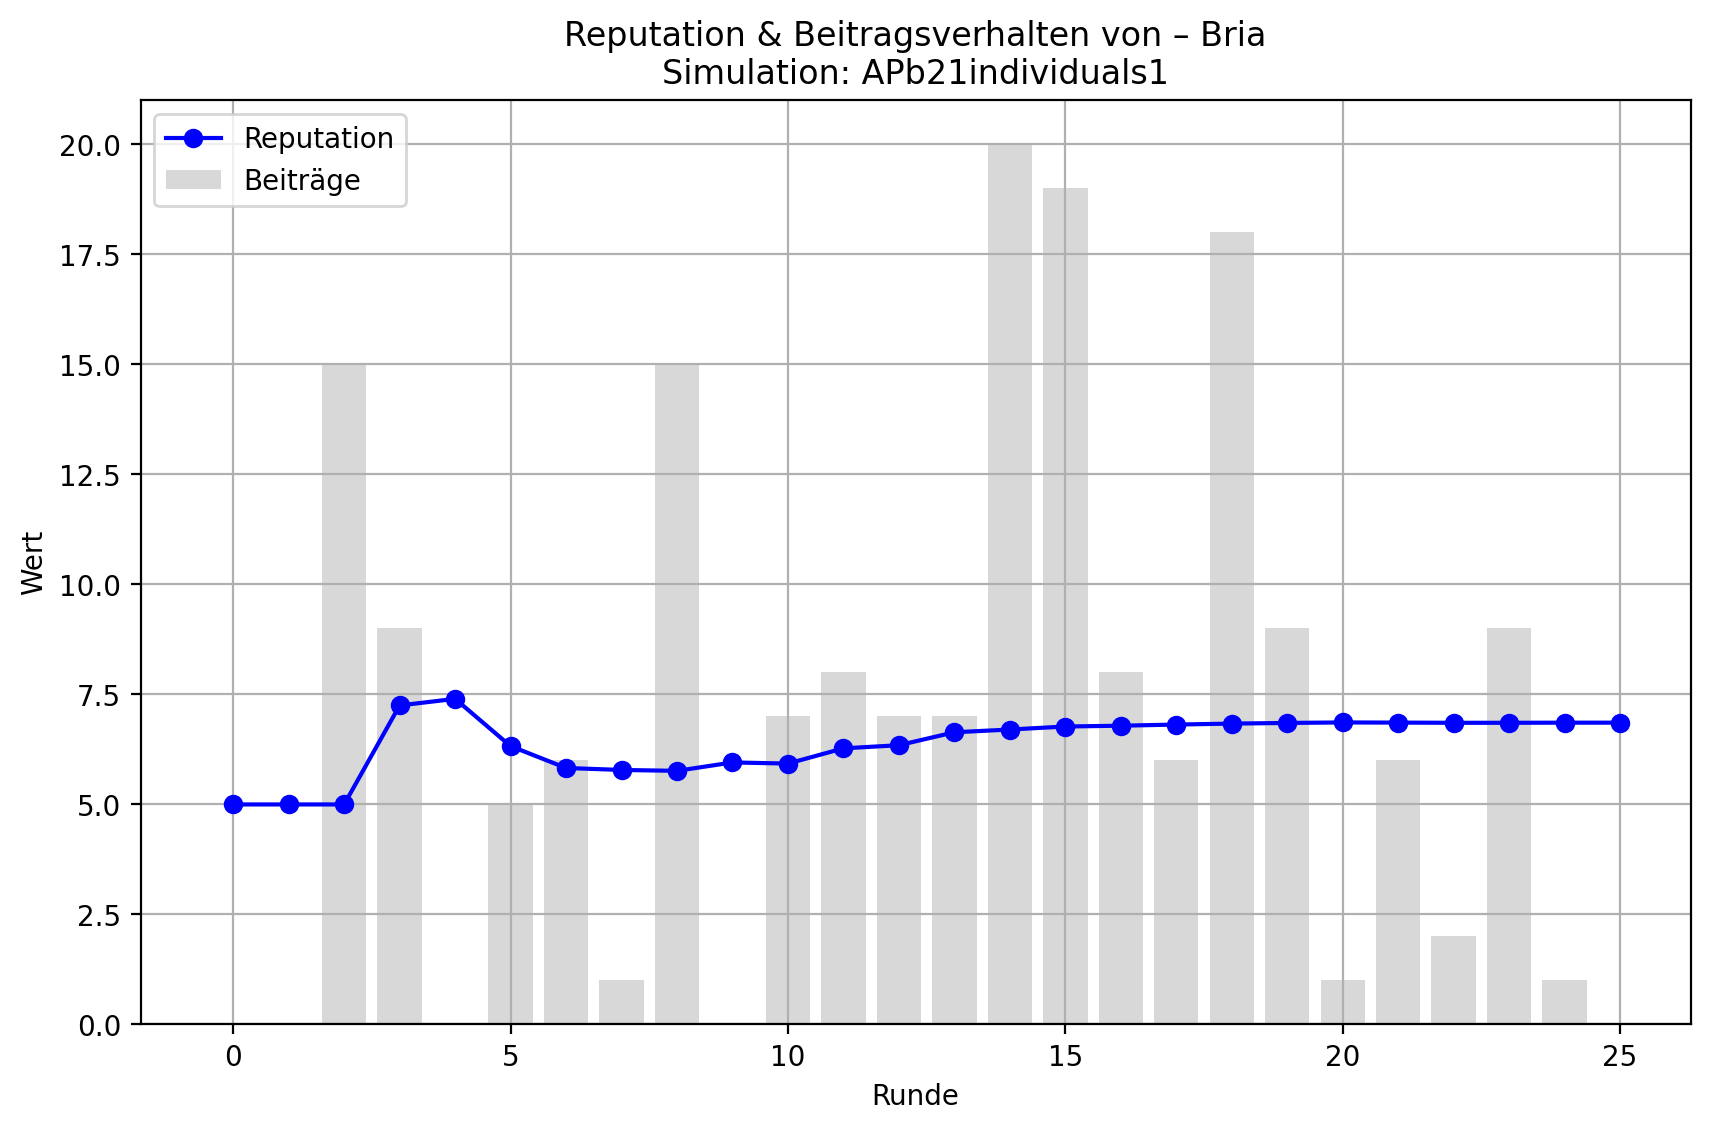 Reputation & Beitragsverhalten von – Bria
Simulation: APb21individuals1
Reputation
Beiträge
20.0
17.5
15.0
12.5
10.0
7.5
5.0
2.5
0.0
Wert
0 5 10 15 20 25
Runde